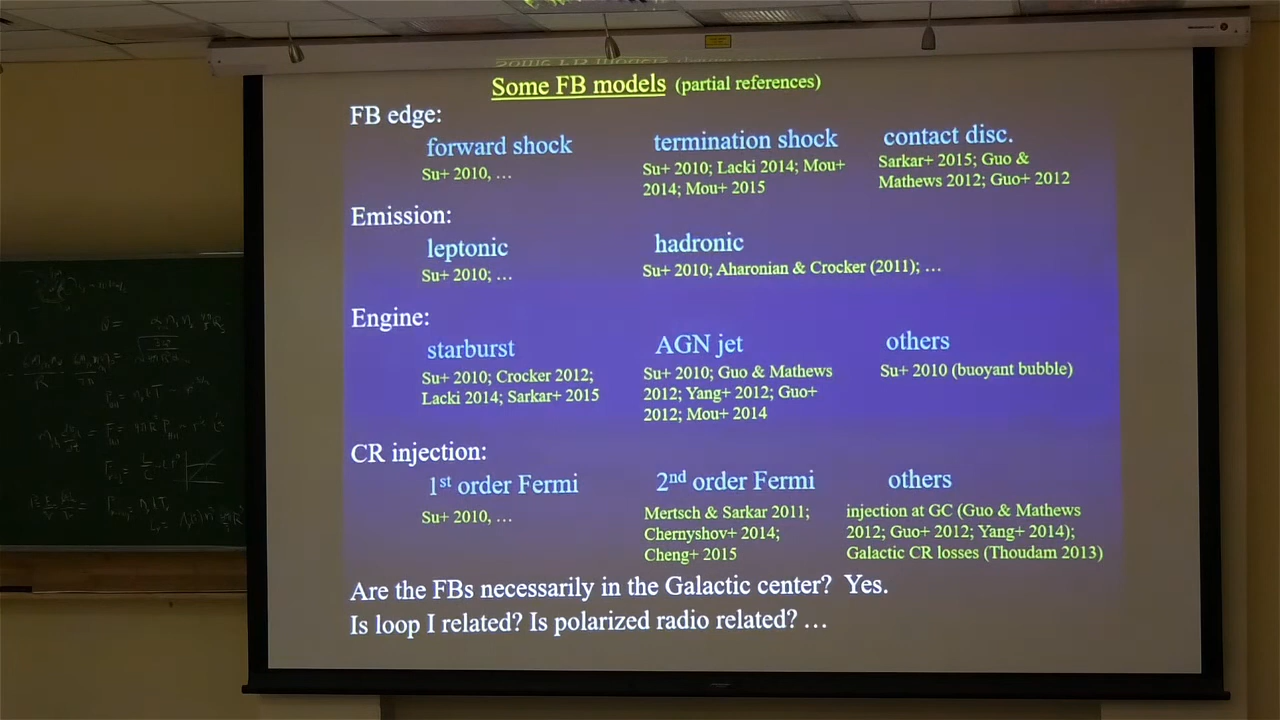 Some FB models (partial references)
FB edge:
forward shock
Su+ 2010, …
termination shock
Su+ 2010; Lacki 2014; Mou+
2014; Mou+ 2015
contact disc.
Sarkar+ 2015; Guo &
Mathews 2012; Guo+ 2012
Emission:
leptonic
Su+ 2010; …
hadronic
Su+ 2010; Aharonian & Crocker (2011); …
Engine:
starburst
Su+ 2010; Crocker 2012;
Lacki 2014; Sarkar+ 2015
AGN jet
Su+ 2010; Guo & Mathews
2012; Yang+ 2012; Guo+
2012; Mou+ 2014
others
Su+ 2010 (buoyant bubble)
CR injection:
1st order Fermi
Su+ 2010, …
2nd order Fermi
Mertsch & Sarkar 2011;
Chernyshov+ 2014;
Cheng+ 2015
others
injection at GC (Guo & Mathews
2012; Guo+ 2012; Yang+ 2014);
Galactic CR losses (Thoudam 2013)
Are the FBs necessarily in the Galactic center? Yes.
Is loop I related? Is polarized radio related? …